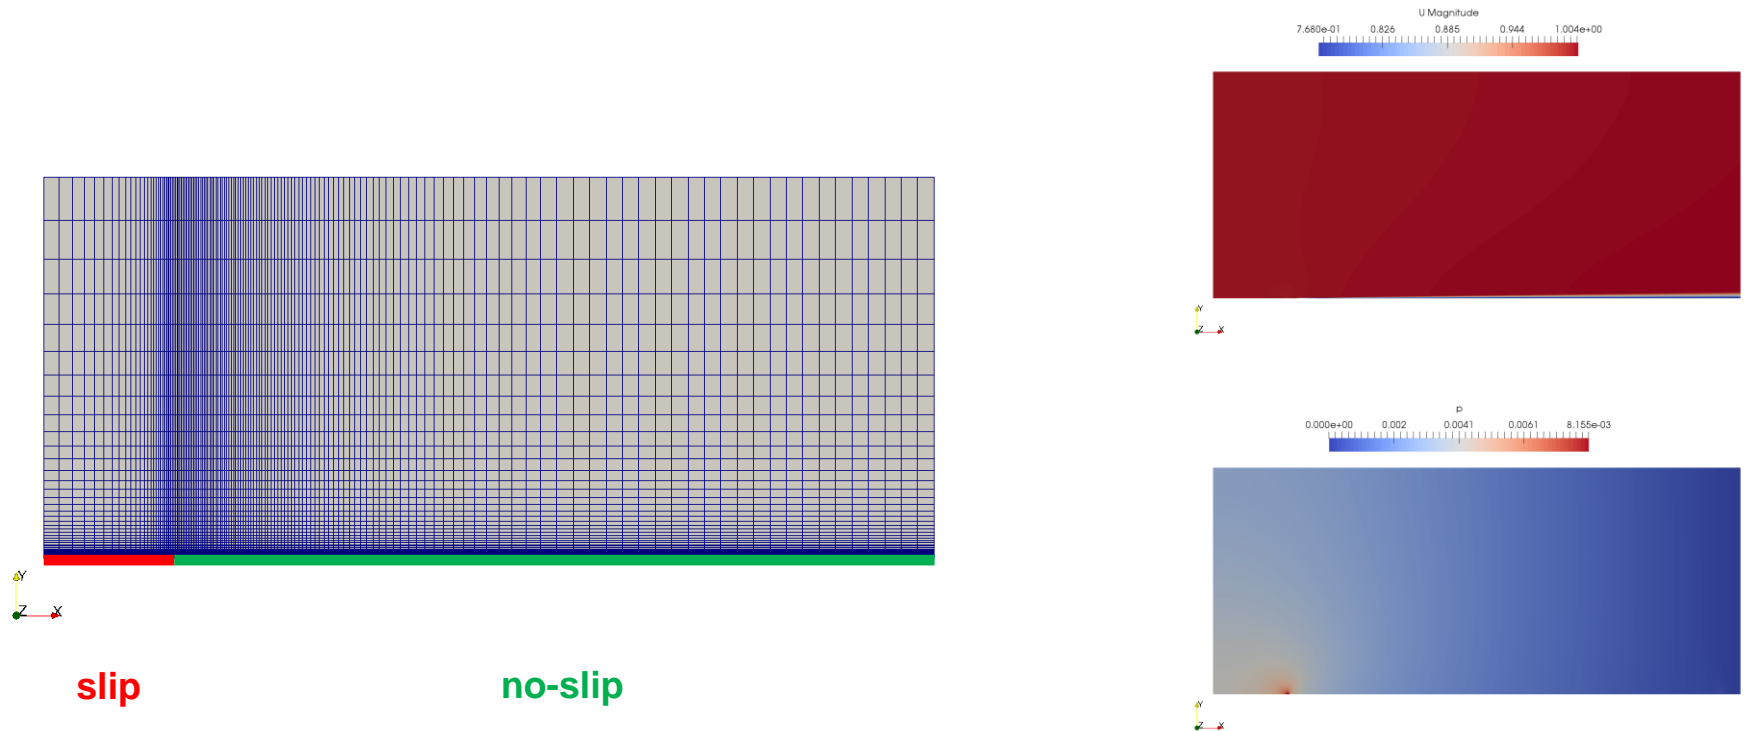 U Magnitude
7.680e-01 0.826 0.885 0.944 1.004e+00
Y
Z X
p
0.000e+00 0.002 0.0041 0.0061 8.155e-03
Y
Z X
Y
Z X
slip no-slip